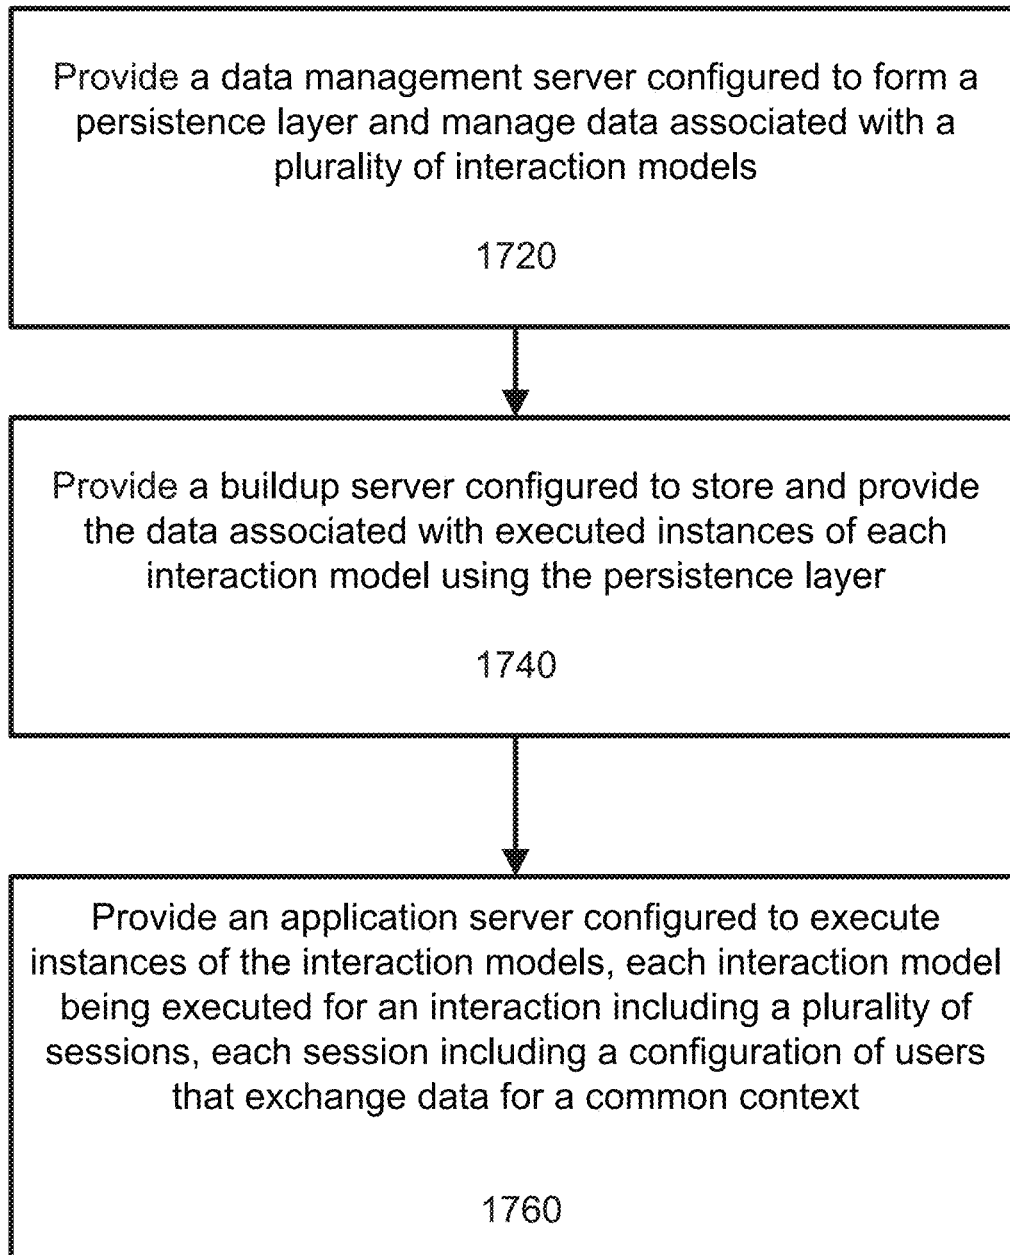 Provide a data management server configured to form a
persistence layer and manage data associated with a
plurality of interaction models
1720
Provide a buildup server configured to store and provide
the data associated with executed instances of each
interaction model using the persistence layer
1740
Provide an application server configured to execute
instances of the interaction models, each interaction model
being executed for an interaction including a plurality of
sessions, each session including a configuration of users
that exchange data for a common context
1760